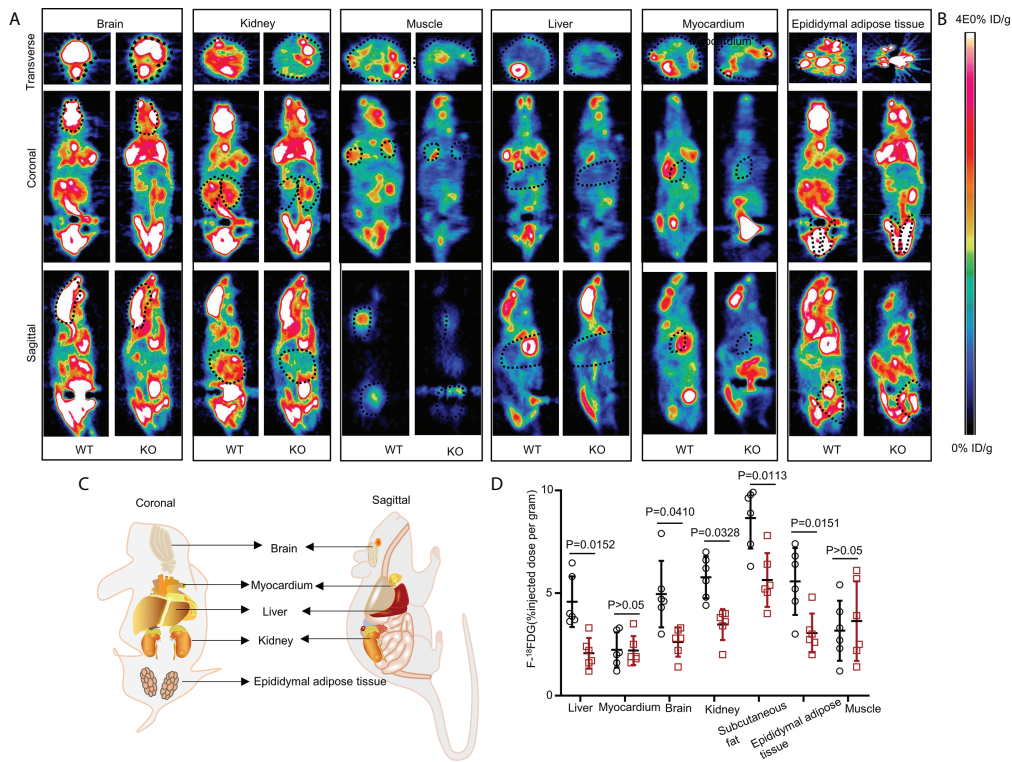 A
Brain
Kidney
Muscle
Liver
Myocardium
Epididymal adipose tissue
B
4E0% ID/g
Transverse
Coronal
Sagittal
WT
KO
WT
KO
WT
KO
WT
KO
WT
KO
WT
KO
0% ID/g
C
Coronal
Sagittal
Brain
Myocardium
Liver
Kidney
Epididymal adipose tissue
D
F-¹⁸FDG(%injected dose per gram)
10
5
0
P=0.0152
P>0.05
P=0.0410
P=0.0328
P=0.0113
P=0.0151
P>0.05
Liver
Myocardium
Brain
Kidney
Subcutaneous
fat
Epididymal adipose
tissue
Muscle